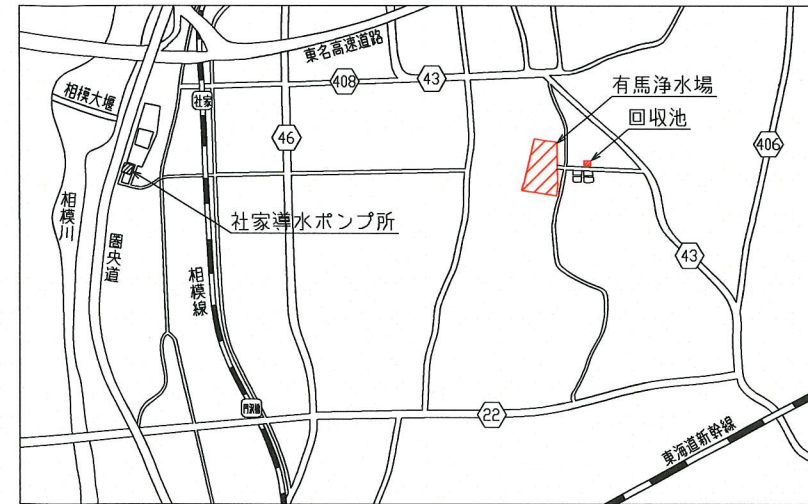 東名高速道路
408
43
有馬浄水場
相模大堰
社家
回収池
46
406
相模川
圏央道
社家導水ポンプ所
相模線
43
門沢橋
22
東海道新幹線